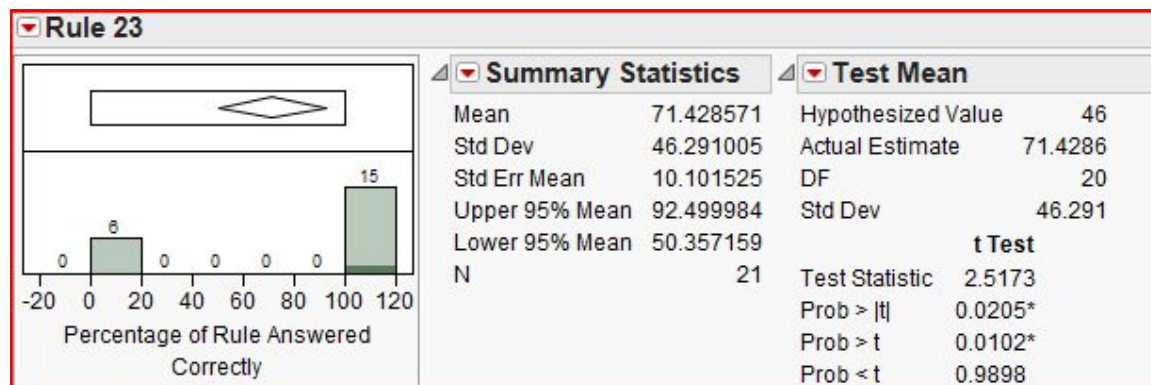 Rule 23
0 6 0 0 0 0 15
-20 0 20 40 60 80 100 120
Percentage of Rule Answered
Correctly
Summary Statistics
Mean 71.428571
Std Dev 46.291005
Std Err Mean 10.101525
Upper 95% Mean 92.499984
Lower 95% Mean 50.357159
N 21
Test Mean
Hypothesized Value 46
Actual Estimate 71.4286
DF 20
Std Dev 46.291
t Test
Test Statistic 2.5173
Prob > |t| 0.0205*
Prob > t 0.0102*
Prob < t 0.9898